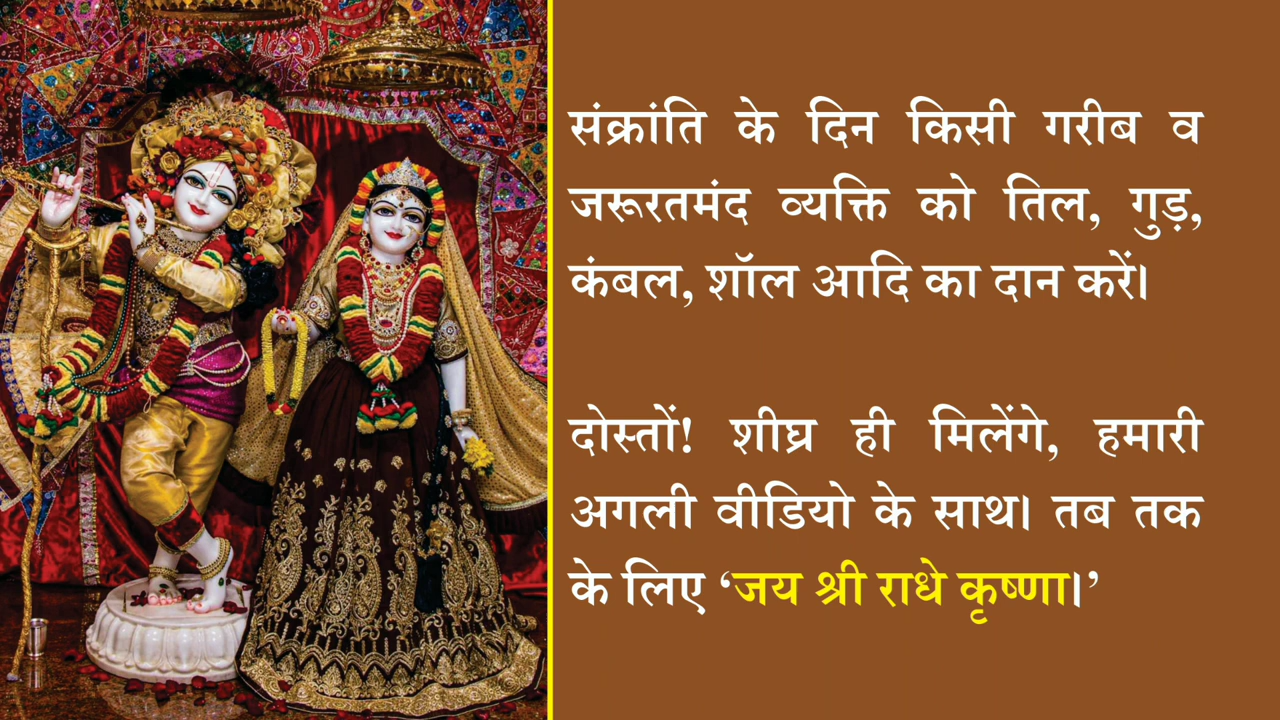 संक्रांति के दिन किसी गरीब व
जरूरतमंद व्यक्ति को तिल, गुड़,
कंबल, शॉल आदि का दान करें।
दोस्तों! शीघ्र ही मिलेंगे, हमारी
अगली वीडियो के साथ। तब तक
के लिए ‘जय श्री राधे कृष्णा।’